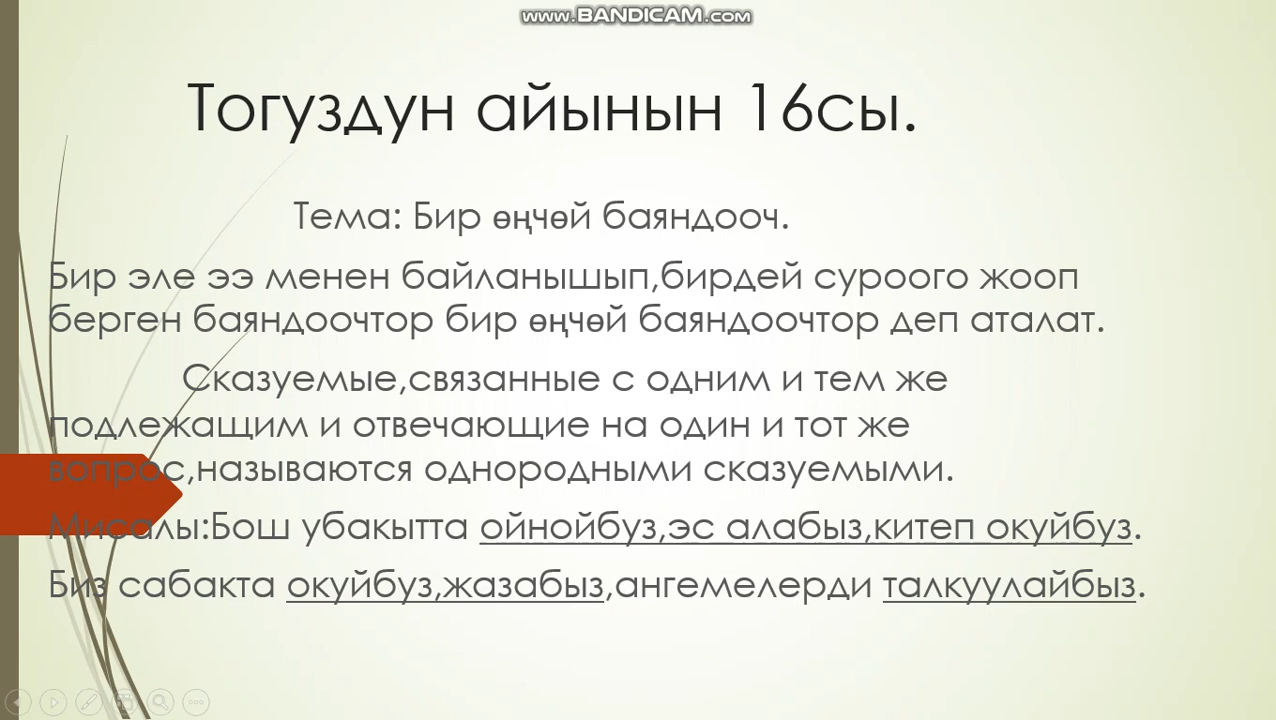 www.BANDICAM.com
Тогуздун айынын 16сы.
Тема: Бир өңчөй баяндооч.
Бир эле ээ менен байланышып,бирдей суроого жооп
берген баяндоочтор бир өңчөй баяндоочтор деп аталат.
Сказуемые,связанные с одним и тем же
подлежащим и отвечающие на один и тот же
вопрос,называются однородными сказуемыми.
Мисалы:Бош убакытта ойнойбуз,эс алабыз,китеп окуйбуз.
Биз сабакта окуйбуз,жазабыз,ангемелерди талкуулайбыз.